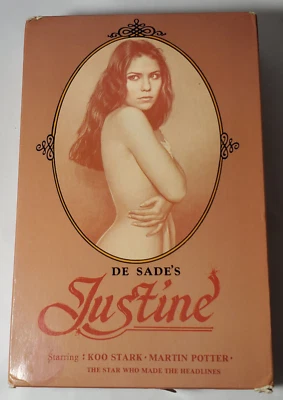 DE SADE'S
Justine
Starring : KOO STARK · MARTIN POTTER ·
THE STAR WHO MADE THE HEADLINES